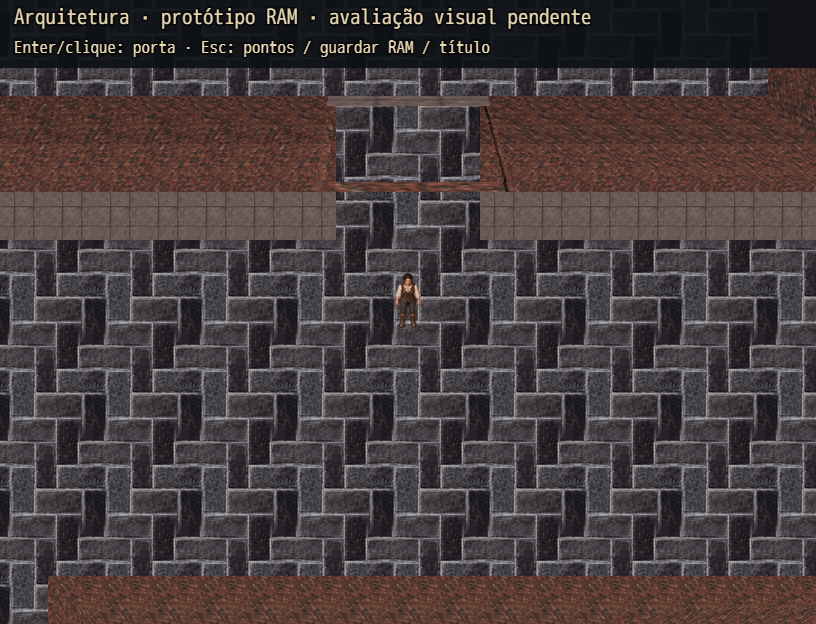 Arquitetura · protótipo RAM · avaliação visual pendente
Enter/clique: porta · Esc: pontos / guardar RAM / título